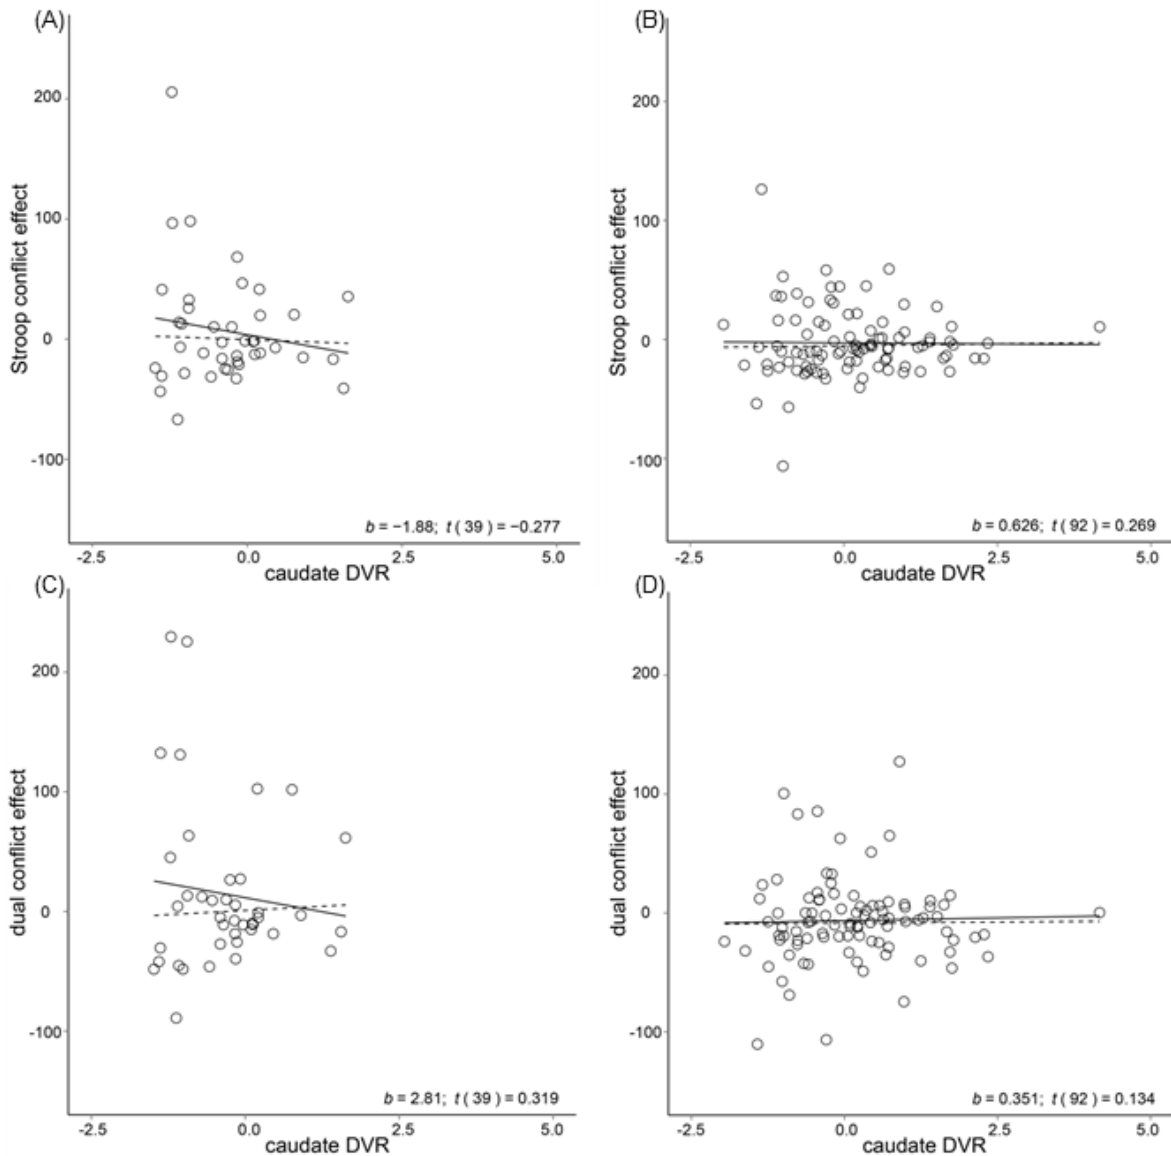 (A)
200
100
0
-100
Stroop conflict effect
b = −1.88; t ( 39 ) = −0.277
-2.5 0.0 2.5 5.0
caudate DVR
(B)
200
100
0
-100
Stroop conflict effect
b = 0.626; t ( 92 ) = 0.269
-2.5 0.0 2.5 5.0
caudate DVR
(C)
200
100
0
-100
dual conflict effect
b = 2.81; t ( 39 ) = 0.319
-2.5 0.0 2.5 5.0
caudate DVR
(D)
200
100
0
-100
dual conflict effect
b = 0.351; t ( 92 ) = 0.134
-2.5 0.0 2.5 5.0
caudate DVR